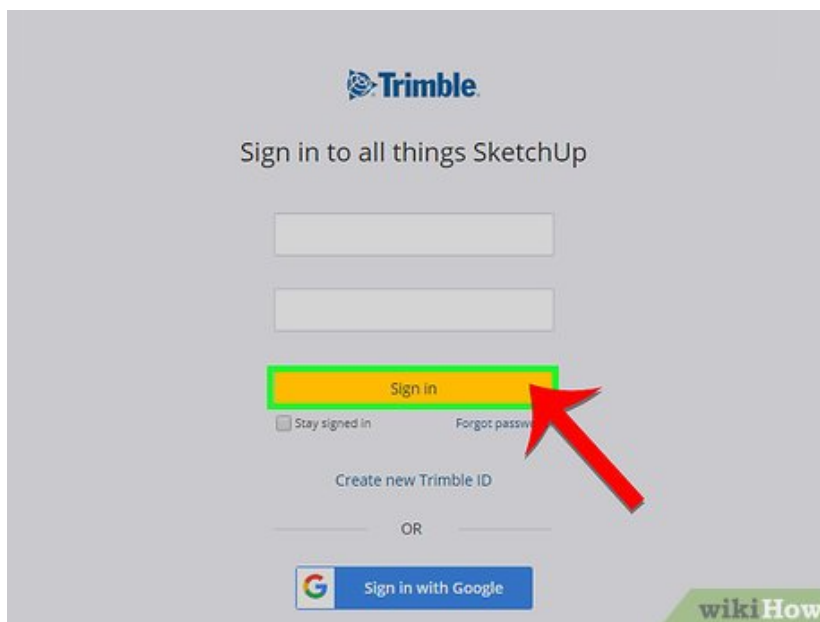 Trimble
Sign in to all things SketchUp
Sign in
Stay signed in Forgot
Create new Trimble ID
OR
G Sign in with Google
wikiHow